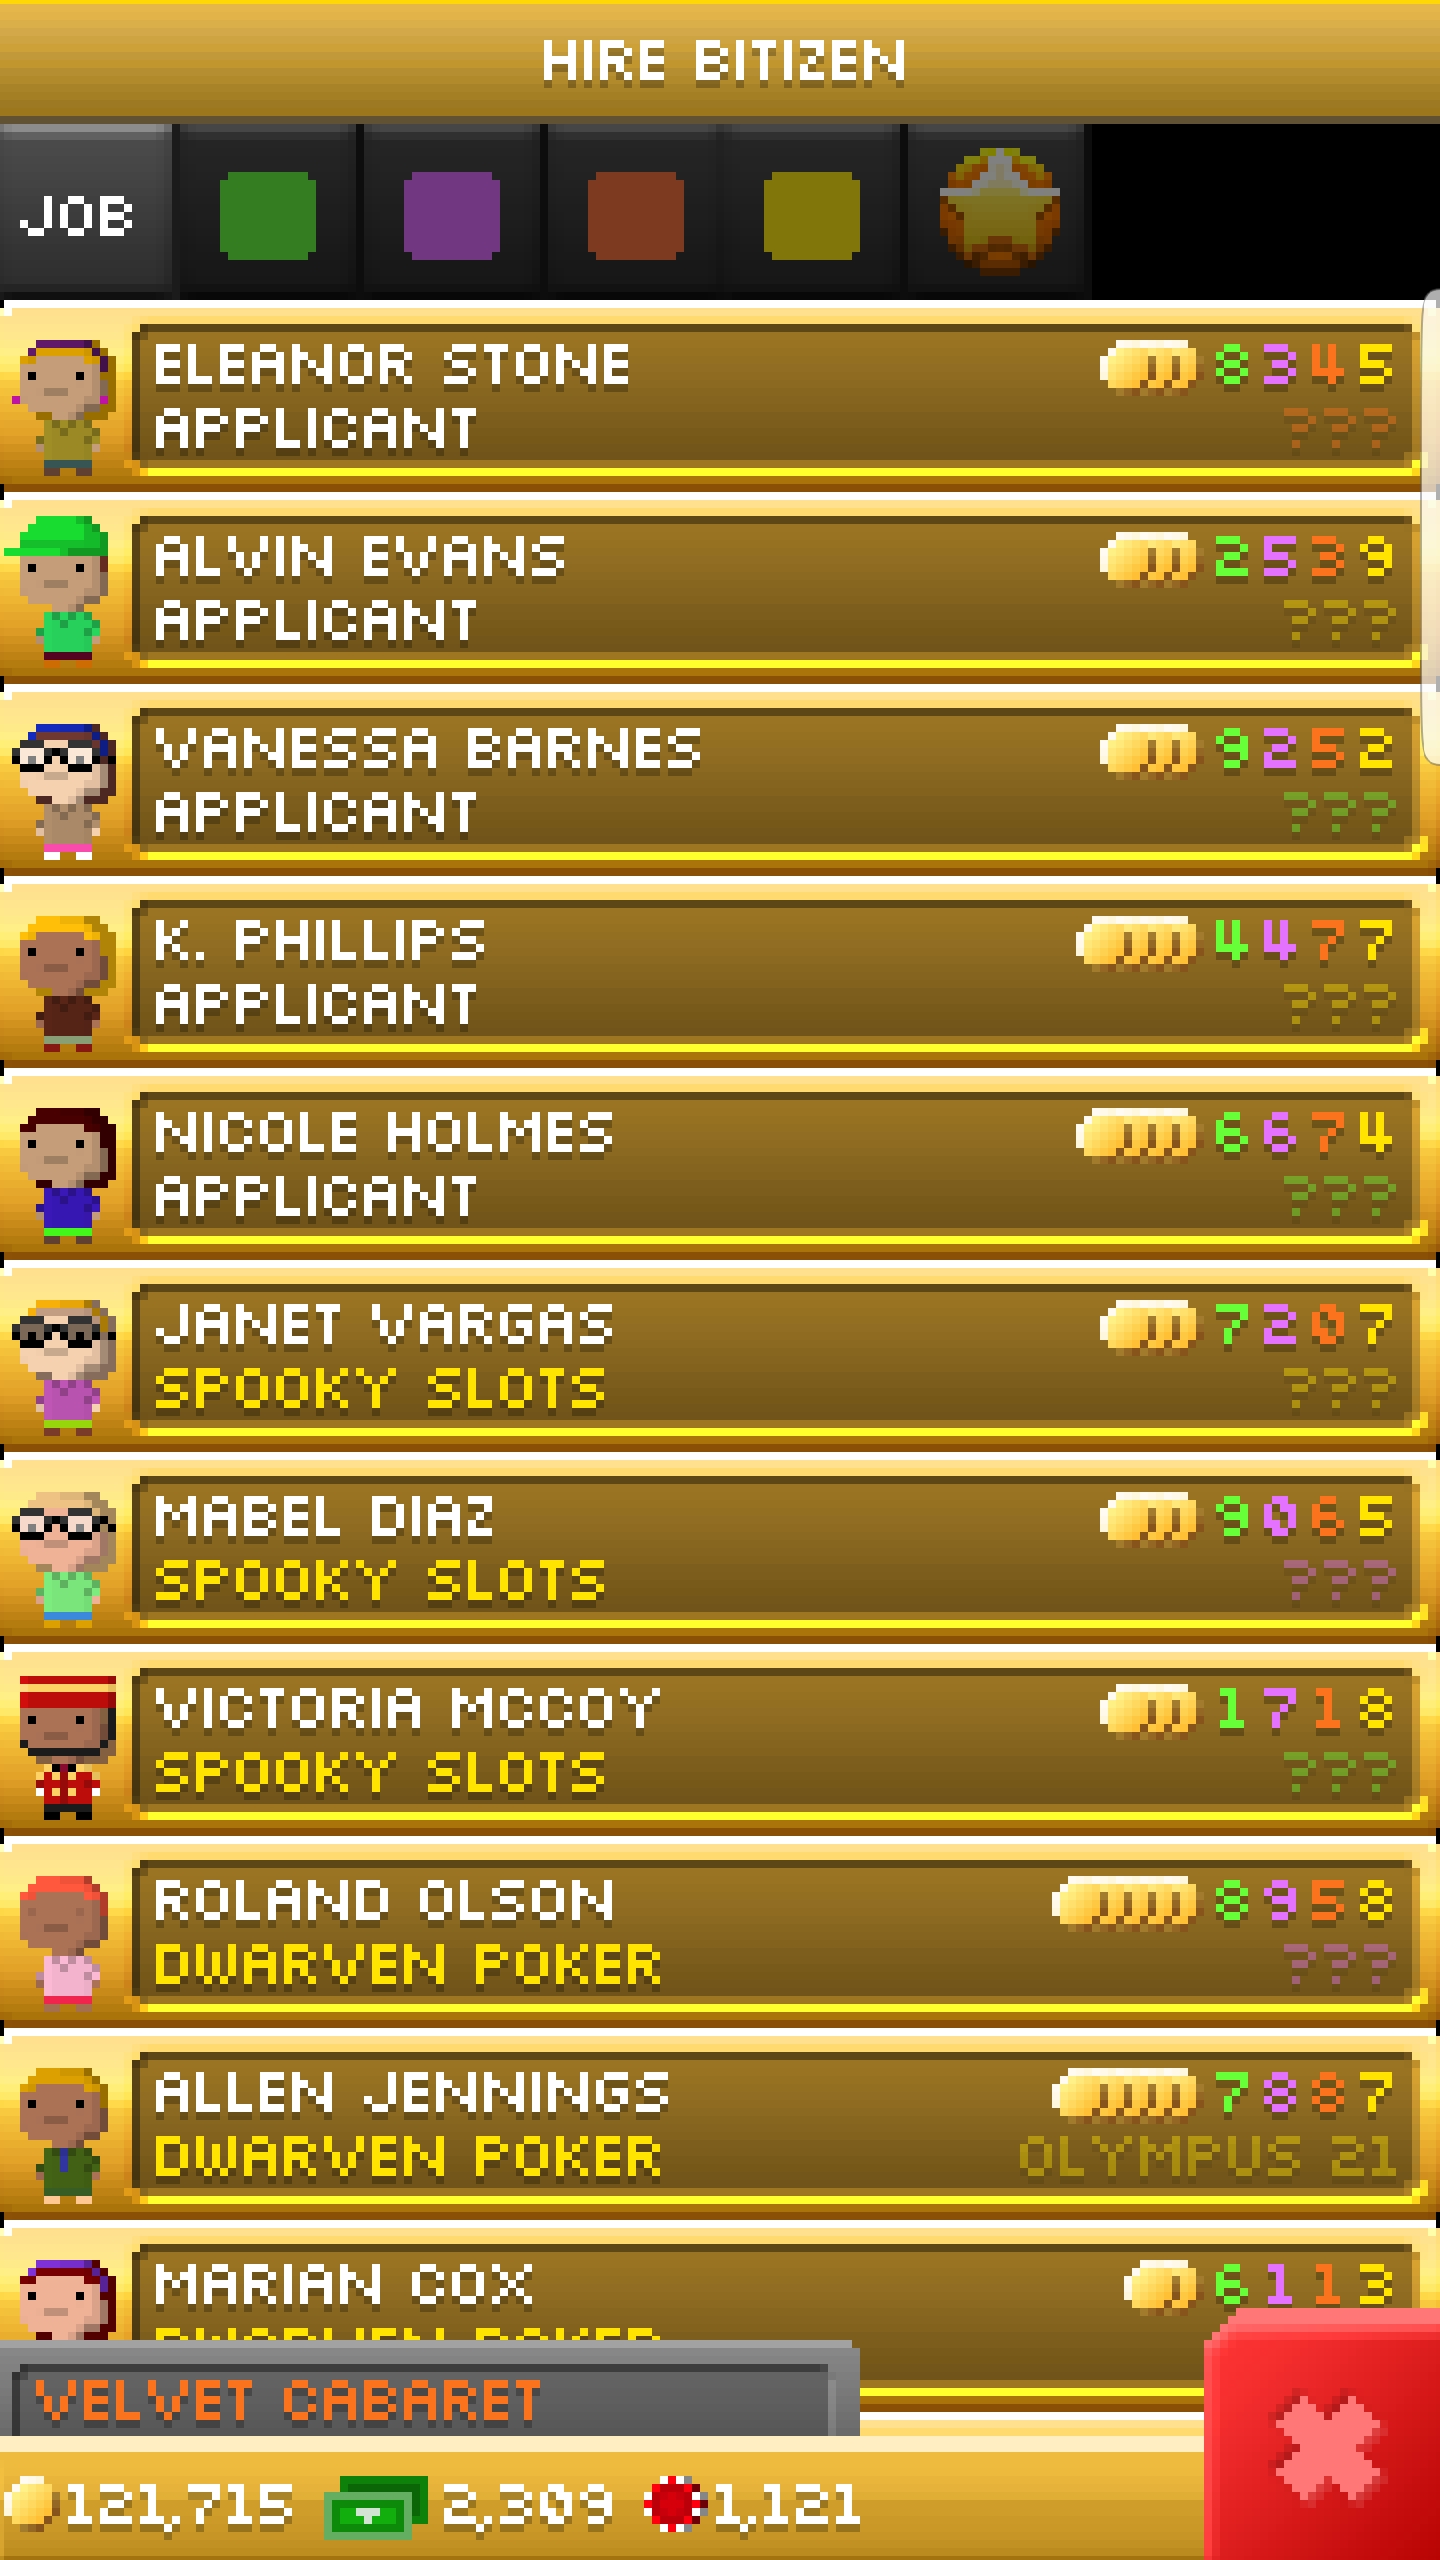 HIRE BITIZEN
JOB
ELEANOR STONE 8345
APPLICANT ???
ALVIN EVANS 2539
APPLICANT ???
VANESSA BARNES 9252
APPLICANT ???
K. PHILLIPS 4477
APPLICANT ???
NICOLE HOLMES 6674
APPLICANT ???
JANET VARGAS 7207
SPOOKY SLOTS ???
MABEL DIAZ 9065
SPOOKY SLOTS ???
VICTORIA MCCOY 1718
SPOOKY SLOTS ???
ROLAND OLSON 8958
DWARVEN POKER ???
ALLEN JENNINGS 7887
DWARVEN POKER OLYMPUS 21
MARIAN COX 6113
DWARVEN POKER
VELVET CABARET
121,715 2,309 1,121